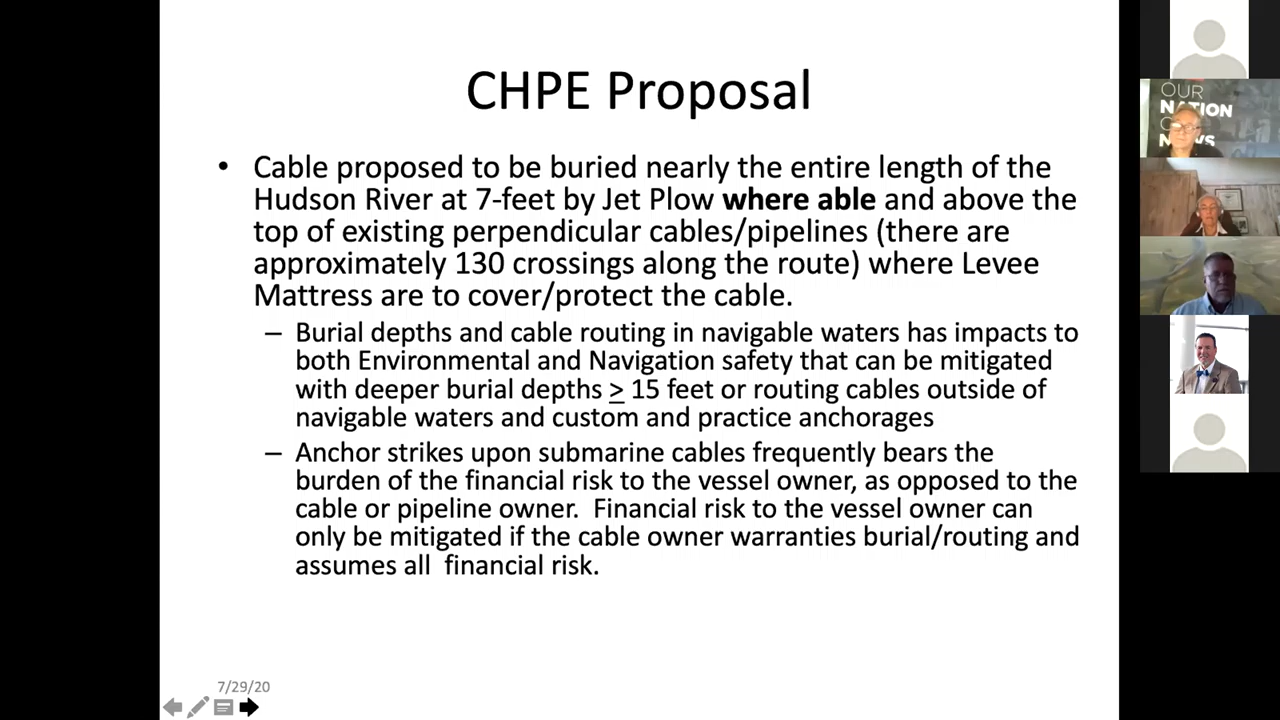 CHPE Proposal
• Cable proposed to be buried nearly the entire length of the
Hudson River at 7-feet by Jet Plow where able and above the
top of existing perpendicular cables/pipelines (there are
approximately 130 crossings along the route) where Levee
Mattress are to cover/protect the cable.
– Burial depths and cable routing in navigable waters has impacts to
both Environmental and Navigation safety that can be mitigated
with deeper burial depths ≥ 15 feet or routing cables outside of
navigable waters and custom and practice anchorages
– Anchor strikes upon submarine cables frequently bears the
burden of the financial risk to the vessel owner, as opposed to the
cable or pipeline owner.  Financial risk to the vessel owner can
only be mitigated if the cable owner warranties burial/routing and
assumes all  financial risk.
7/29/20
OUR
NATION